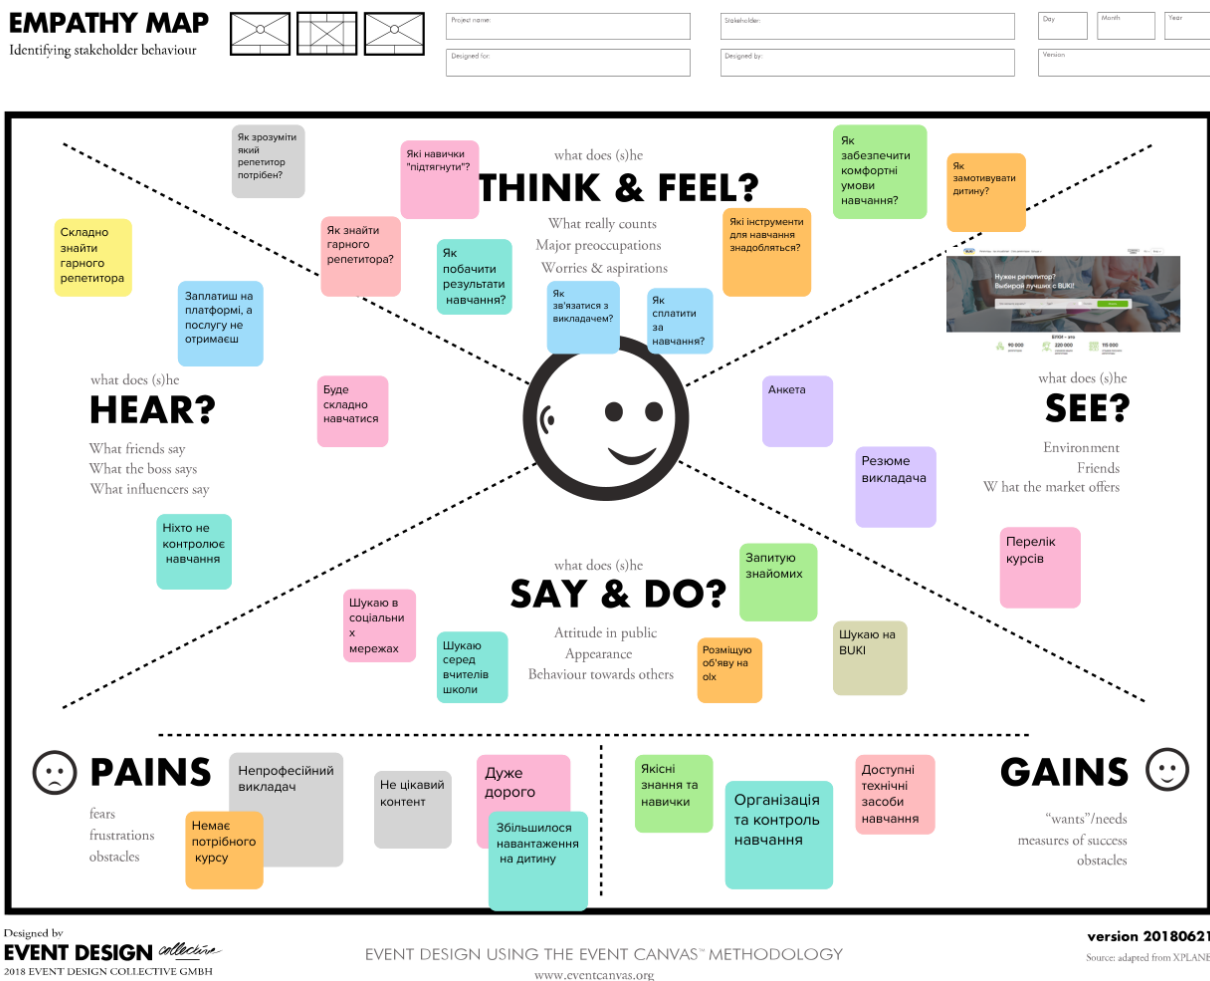 EMPATHY MAP
Identifying stakeholder behaviour
Project name:
Stakeholder:
Day
Month
Year
Designed for:
Designed by:
Version
Як зрозуміти
який
репетитор
потрібен?
Які навички
"підтягнути"?
what does (s)he
THINK & FEEL?
What really counts
Major preoccupations
Worries & aspirations
Як
забезпечити
комфортні
умови
навчання?
Як
замотивувати
дитину?
Складно
знайти
гарного
репетитора
Як знайти
гарного
репетитора?
Як
побачити
результати
навчання?
Які інструменти
для навчання
знадобляться?
Заплатиш на
платформі, а
послугу не
отримаєш
Як
зв'язатися з
викладачем?
Як
сплатити
за
навчання?
Нужен репетитор?
Выбирай лучших с BUKI!
90 000
220 000
what does (s)he
HEAR?
What friends say
What the boss says
What influencers say
Буде
складно
навчатися
Анкета
what does (s)he
SEE?
Environment
Friends
W hat the market offers
Резюме
викладача
Ніхто не
контролює
навчання
Перелік
курсів
what does (s)he
SAY & DO?
Attitude in public
Appearance
Behaviour towards others
Запитую
знайомих
Шукаю в
соціальни
х
мережах
Шукаю
серед
вчителів
школи
Розміщую
об'яву на
olx
Шукаю на
BUKI
PAINS
fears
frustrations
obstacles
Непрофесійний
викладач
Немає
потрібного
курсу
Не цікавий
контент
Дуже
дорого
Збільшилося
навантаження
на дитину
Якісні
знання та
навички
Організація
та контроль
навчання
Доступні
технічні
засоби
навчання
GAINS
“wants”/needs
measures of success
obstacles
Designed by
EVENT DESIGN collective
2018 EVENT DESIGN COLLECTIVE GMBH
EVENT DESIGN USING THE EVENT CANVAS™ METHODOLOGY
www.eventcanvas.org
version 20180621
Source: adapted from XPLANE